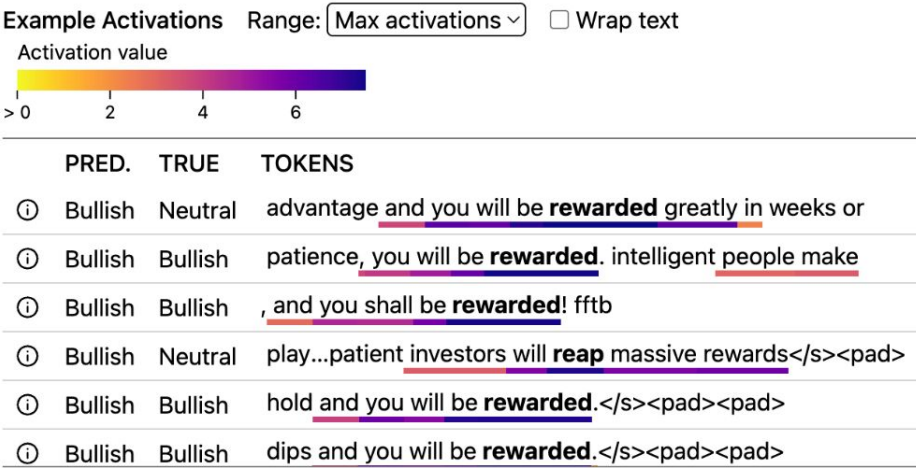 Example Activations Range: Max activations Wrap text
Activation value
> 0 2 4 6
PRED. TRUE TOKENS
Bullish Neutral advantage and you will be rewarded greatly in weeks or
Bullish Bullish patience, you will be rewarded. intelligent people make
Bullish Bullish , and you shall be rewarded! fftb
Bullish Neutral play...patient investors will reap massive rewards</s><pad>
Bullish Bullish hold and you will be rewarded.</s><pad><pad>
Bullish Bullish dips and you will be rewarded.</s><pad><pad>